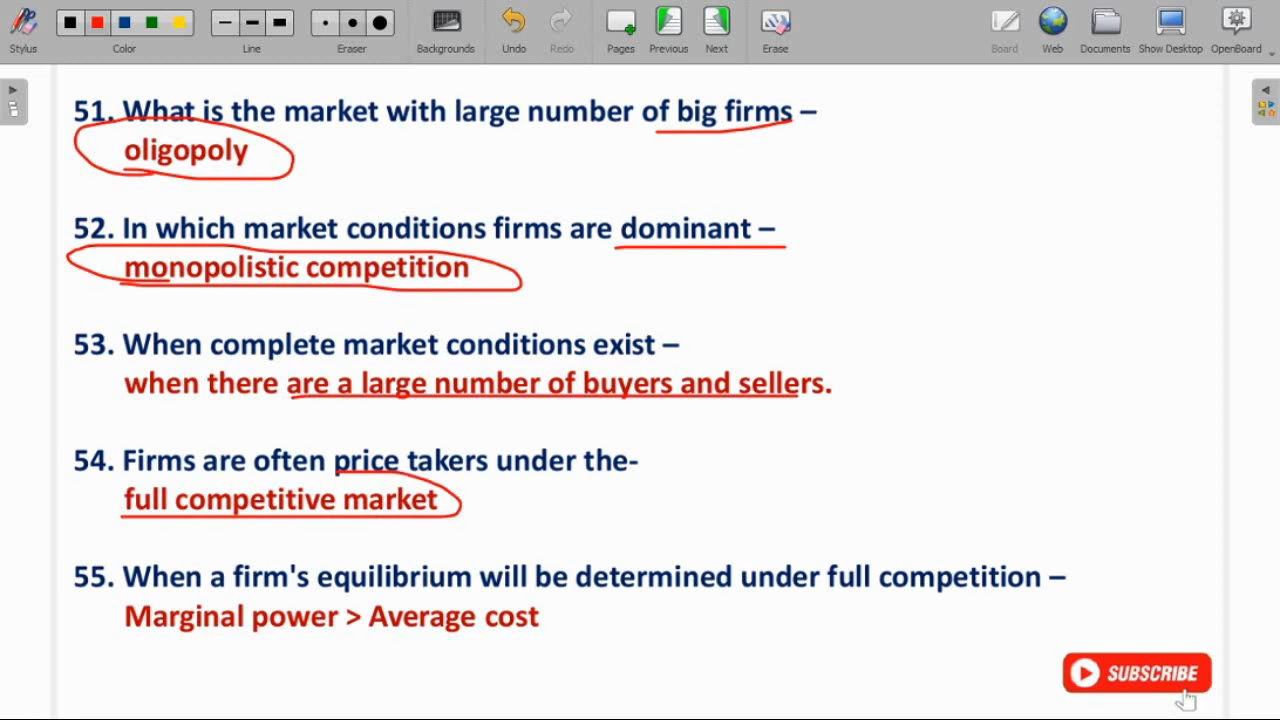 Stylus Color Line Eraser Backgrounds Undo Redo Pages Previous Next Erase Board Web Documents Show Desktop OpenBoard
51. What is the market with large number of big firms –
oligopoly
52. In which market conditions firms are dominant –
monopolistic competition
53. When complete market conditions exist –
when there are a large number of buyers and sellers.
54. Firms are often price takers under the-
full competitive market
55. When a firm's equilibrium will be determined under full competition –
Marginal power > Average cost
SUBSCRIBE